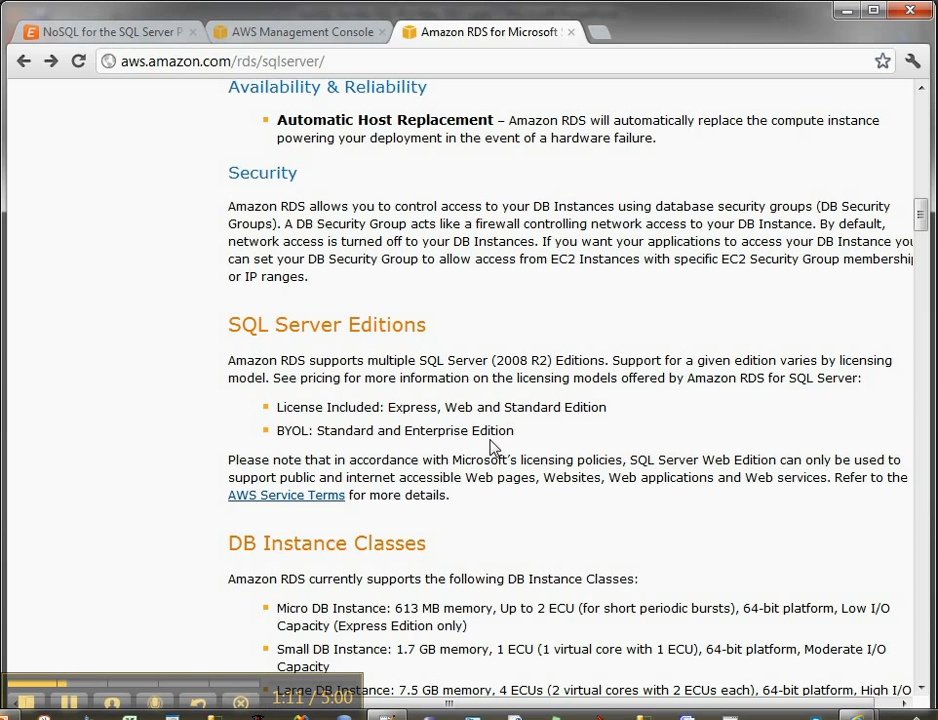 NoSQL for the SQL Server P
AWS Management Console
Amazon RDS for Microsoft
aws.amazon.com/rds/sqlserver/
Availability & Reliability
Automatic Host Replacement – Amazon RDS will automatically replace the compute instance
powering your deployment in the event of a hardware failure.
Security
Amazon RDS allows you to control access to your DB Instances using database security groups (DB Security
Groups). A DB Security Group acts like a firewall controlling network access to your DB Instance. By default,
network access is turned off to your DB Instances. If you want your applications to access your DB Instance you
can set your DB Security Group to allow access from EC2 Instances with specific EC2 Security Group membership
or IP ranges.
SQL Server Editions
Amazon RDS supports multiple SQL Server (2008 R2) Editions. Support for a given edition varies by licensing
model. See pricing for more information on the licensing models offered by Amazon RDS for SQL Server:
License Included: Express, Web and Standard Edition
BYOL: Standard and Enterprise Edition
Please note that in accordance with Microsoft’s licensing policies, SQL Server Web Edition can only be used to
support public and internet accessible Web pages, Websites, Web applications and Web services. Refer to the
AWS Service Terms for more details.
DB Instance Classes
Amazon RDS currently supports the following DB Instance Classes:
Micro DB Instance: 613 MB memory, Up to 2 ECU (for short periodic bursts), 64-bit platform, Low I/O
Capacity (Express Edition only)
Small DB Instance: 1.7 GB memory, 1 ECU (1 virtual core with 1 ECU), 64-bit platform, Moderate I/O
Capacity
Large DB Instance: 7.5 GB memory, 4 ECUs (2 virtual cores with 2 ECUs each), 64-bit platform, High I/O
1:11 / 5:00